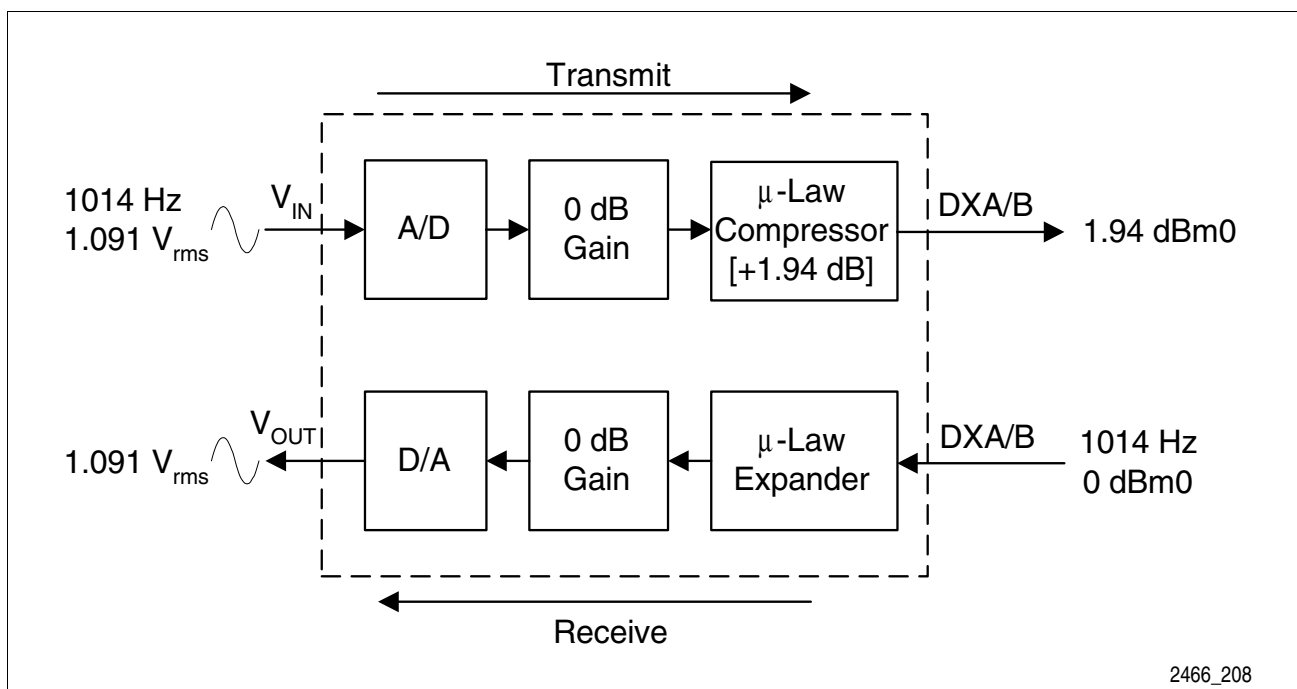 Transmit
1014 Hz
1.091 Vrms
VIN
A/D
0 dB
Gain
μ-Law
Compressor
[+1.94 dB]
DXA/B
1.94 dBm0
1.091 Vrms
VOUT
D/A
0 dB
Gain
μ-Law
Expander
DXA/B
1014 Hz
0 dBm0
Receive
2466_208